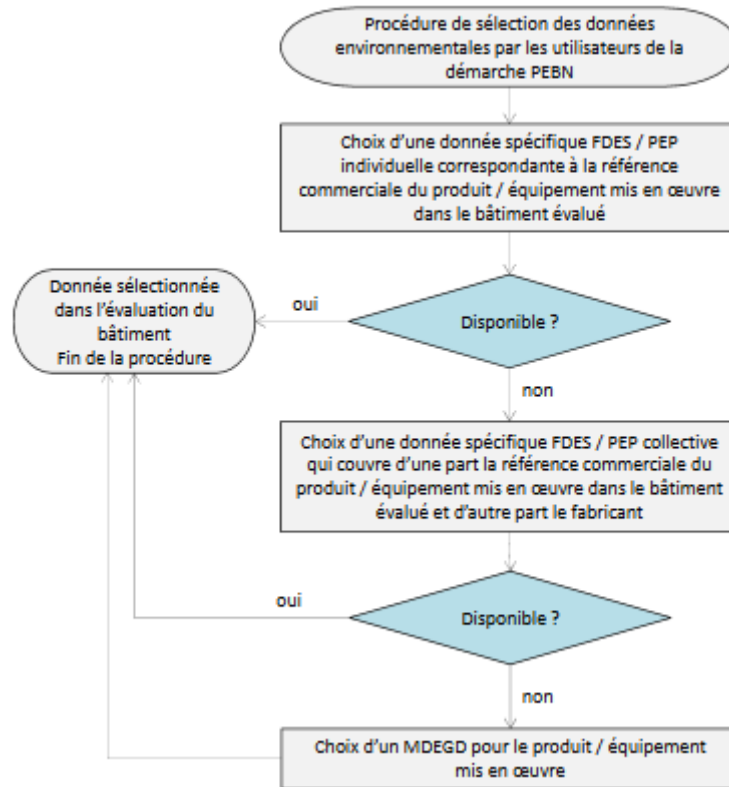 Procédure de sélection des données
environnementales par les utilisateurs de la
démarche PEBN
Choix d'une donnée spécifique FDES / PEP
individuelle correspondante à la référence
commerciale du produit / équipement mis en œuvre
dans le bâtiment évalué
Donnée sélectionnée
dans l'évaluation du
bâtiment
Fin de la procédure
oui
Disponible ?
non
Choix d'une donnée spécifique FDES / PEP collective
qui couvre d'une part la référence commerciale du
produit / équipement mis en œuvre dans le bâtiment
évalué et d'autre part le fabricant
oui
Disponible ?
non
Choix d'un MDEGD pour le produit / équipement
mis en œuvre